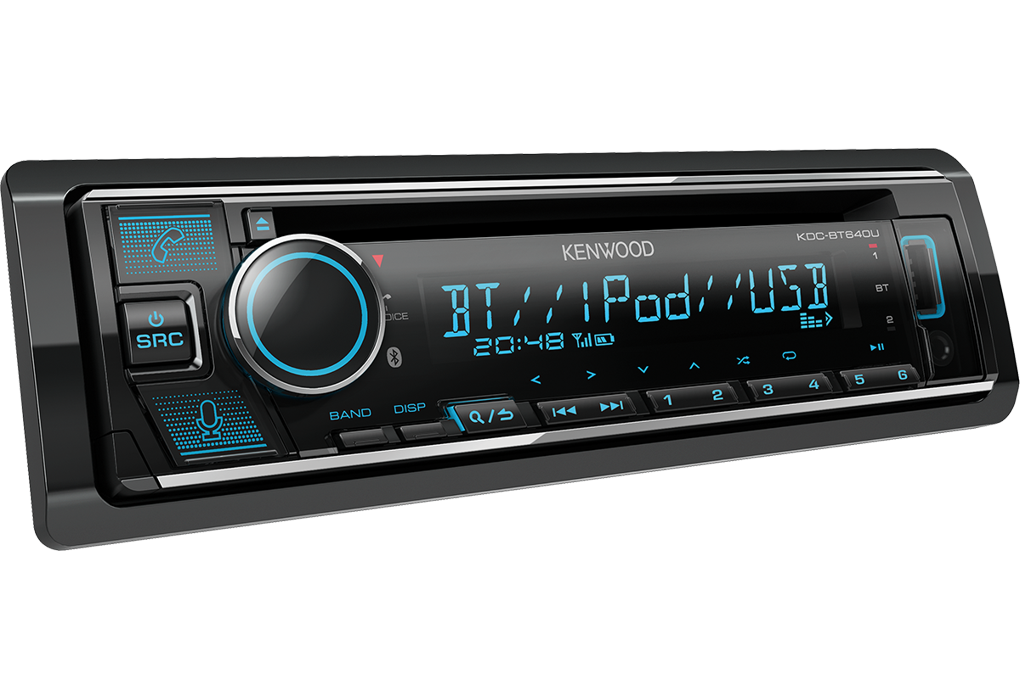 KENWOOD
KDC-BT640U
BT//iPod//USB
20:48
1
BT
2
SRC
BAND
DISP
1
2
3
4
5
6